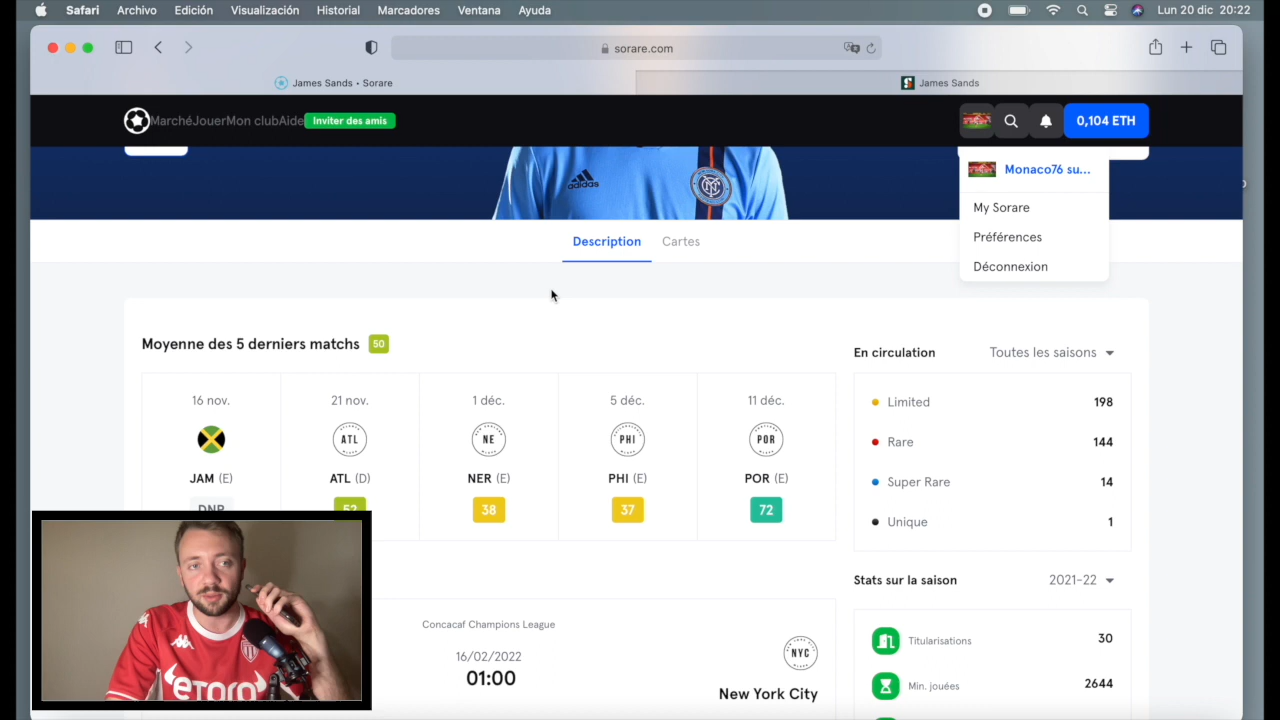 Safari Archivo Edición Visualización Historial Marcadores Ventana Ayuda Lun 20 dic 20:22
sorare.com
James Sands • Sorare
James Sands
MarchéJouerMon clubAide Inviter des amis
0,104 ETH
Monaco76 su...
My Sorare
Préférences
Déconnexion
adidas
Description Cartes
Moyenne des 5 derniers matchs 50
16 nov. 21 nov. 1 déc. 5 déc. 11 déc.
ATL NE PHI POR
JAM (E) ATL (D) NER (E) PHI (E) POR (E)
DNP 52 38 37 72
En circulation Toutes les saisons
Limited 198
Rare 144
Super Rare 14
Unique 1
Stats sur la saison 2021-22
Titularisations 30
Min. jouées 2644
Concacaf Champions League
16/02/2022
01:00
NYC
New York City
etoro